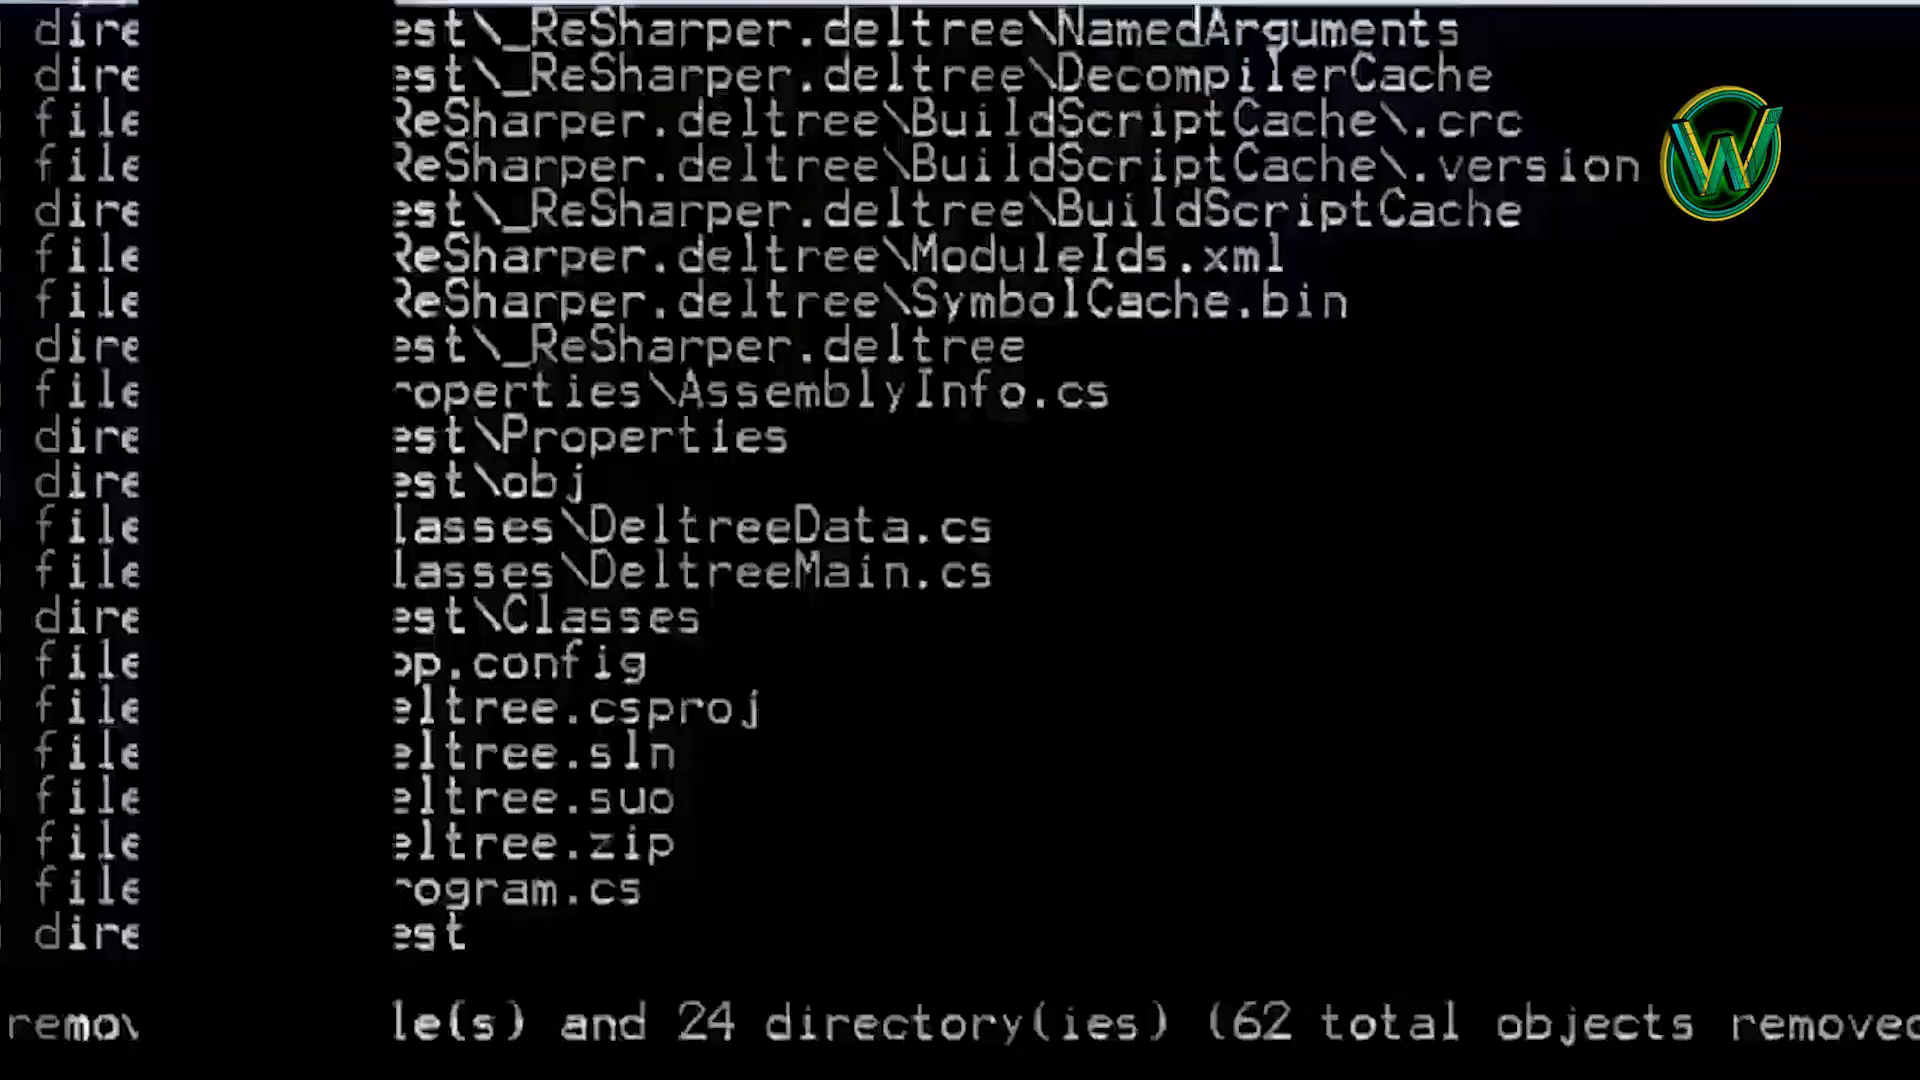 dire est\_ReSharper.deltree\NamedArguments
dire est\_ReSharper.deltree\DecompilerCache
file ReSharper.deltree\BuildScriptCache\.crc
file ReSharper.deltree\BuildScriptCache\.version
dire est\_ReSharper.deltree\BuildScriptCache
file ReSharper.deltree\ModuleIds.xml
file ReSharper.deltree\SymbolCache.bin
dire est\_ReSharper.deltree
file roperties\AssemblyInfo.cs
dire est\Properties
dire est\obj
file lasses\DeltreeData.cs
file lasses\DeltreeMain.cs
dire est\Classes
file pp.config
file eltree.csproj
file eltree.sln
file eltree.suo
file eltree.zip
file rogram.cs
dire est
remov le(s) and 24 directory(ies) (62 total objects removed
W